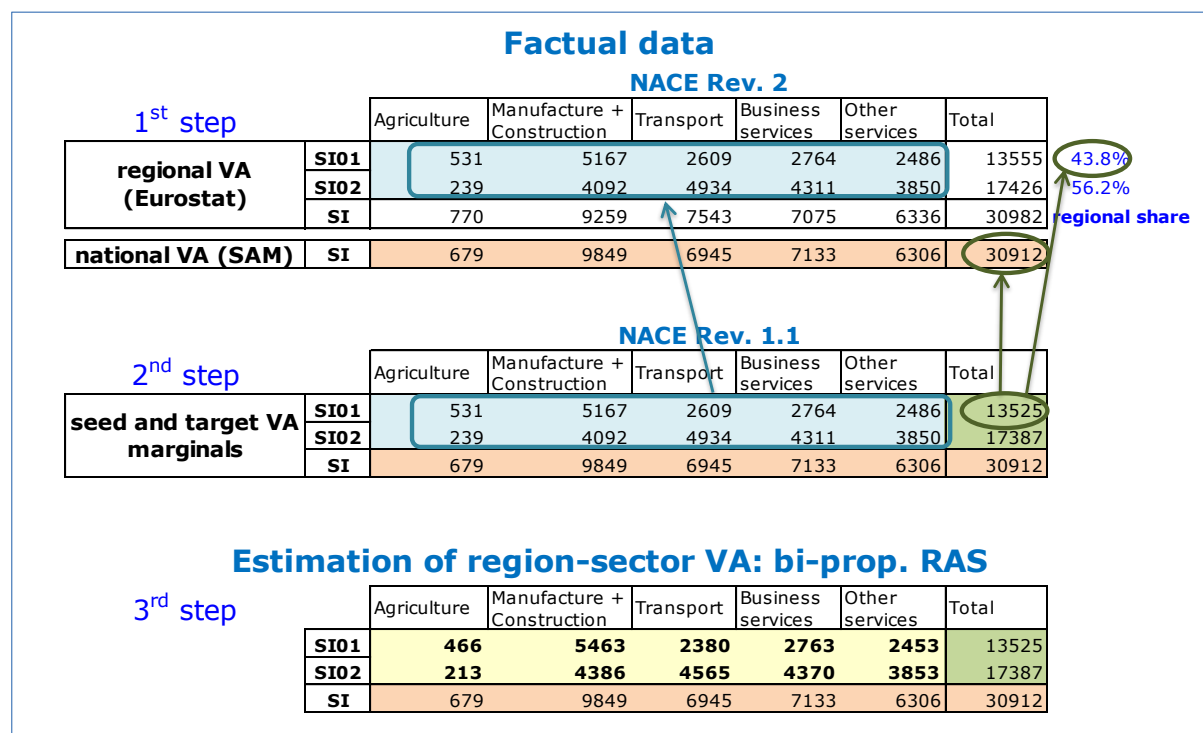 Factual data
NACE Rev. 2
1st step
Agriculture Manufacture + Construction Transport Business services Other services Total
regional VA (Eurostat)
SI01 531 5167 2609 2764 2486 13555 43.8%
SI02 239 4092 4934 4311 3850 17426 56.2%
SI 770 9259 7543 7075 6336 30982 regional share
national VA (SAM) SI 679 9849 6945 7133 6306 30912
NACE Rev. 1.1
2nd step
Agriculture Manufacture + Construction Transport Business services Other services Total
seed and target VA marginals
SI01 531 5167 2609 2764 2486 13525
SI02 239 4092 4934 4311 3850 17387
SI 679 9849 6945 7133 6306 30912
Estimation of region-sector VA: bi-prop. RAS
3rd step
Agriculture Manufacture + Construction Transport Business services Other services Total
SI01 466 5463 2380 2763 2453 13525
SI02 213 4386 4565 4370 3853 17387
SI 679 9849 6945 7133 6306 30912